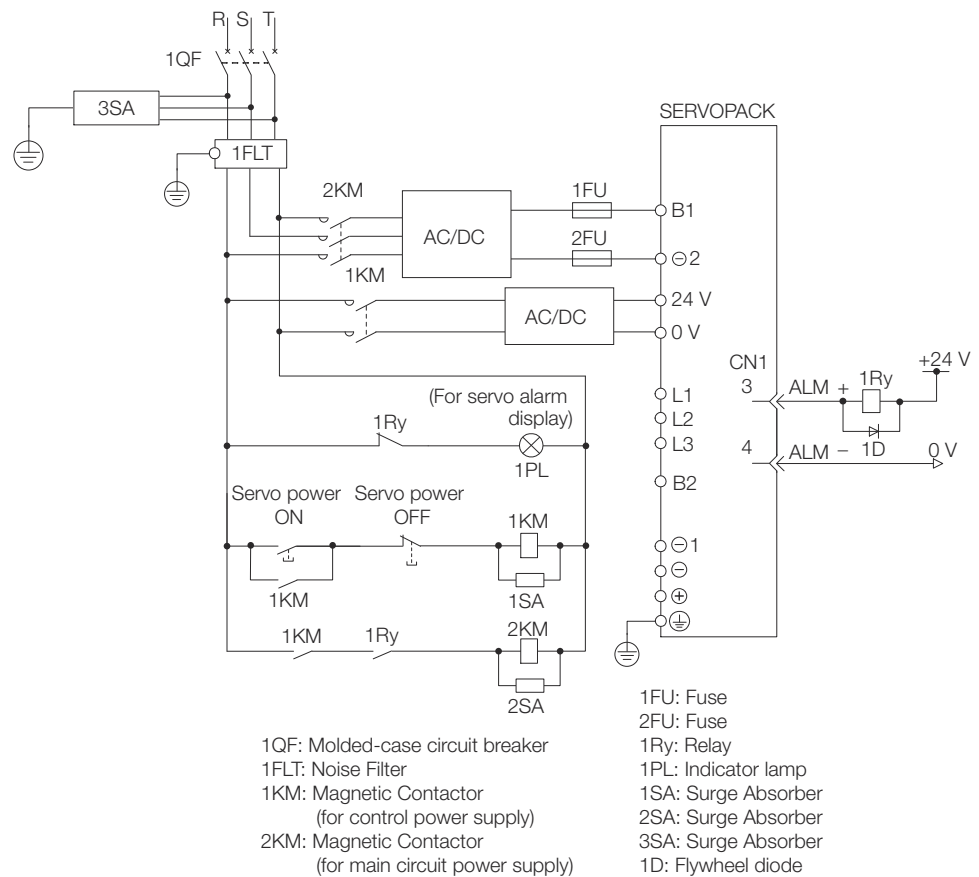 R S T
1QF
3SA
1FLT
SERVOPACK
2KM
1FU
B1
AC/DC
2FU
⊖2
1KM
24 V
AC/DC
0 V
CN1
+24 V
3
ALM +
1Ry
L1
(For servo alarm
display)
L2
1Ry
1D
L3
4
ALM −
0 V
1PL
B2
Servo power
ON
Servo power
OFF
1KM
⊖1
1KM
1SA
⊖
⊕
1KM
1Ry
2KM
2SA
1QF: Molded-case circuit breaker
1FLT: Noise Filter
1KM: Magnetic Contactor
(for control power supply)
2KM: Magnetic Contactor
(for main circuit power supply)
1FU: Fuse
2FU: Fuse
1Ry: Relay
1PL: Indicator lamp
1SA: Surge Absorber
2SA: Surge Absorber
3SA: Surge Absorber
1D: Flywheel diode